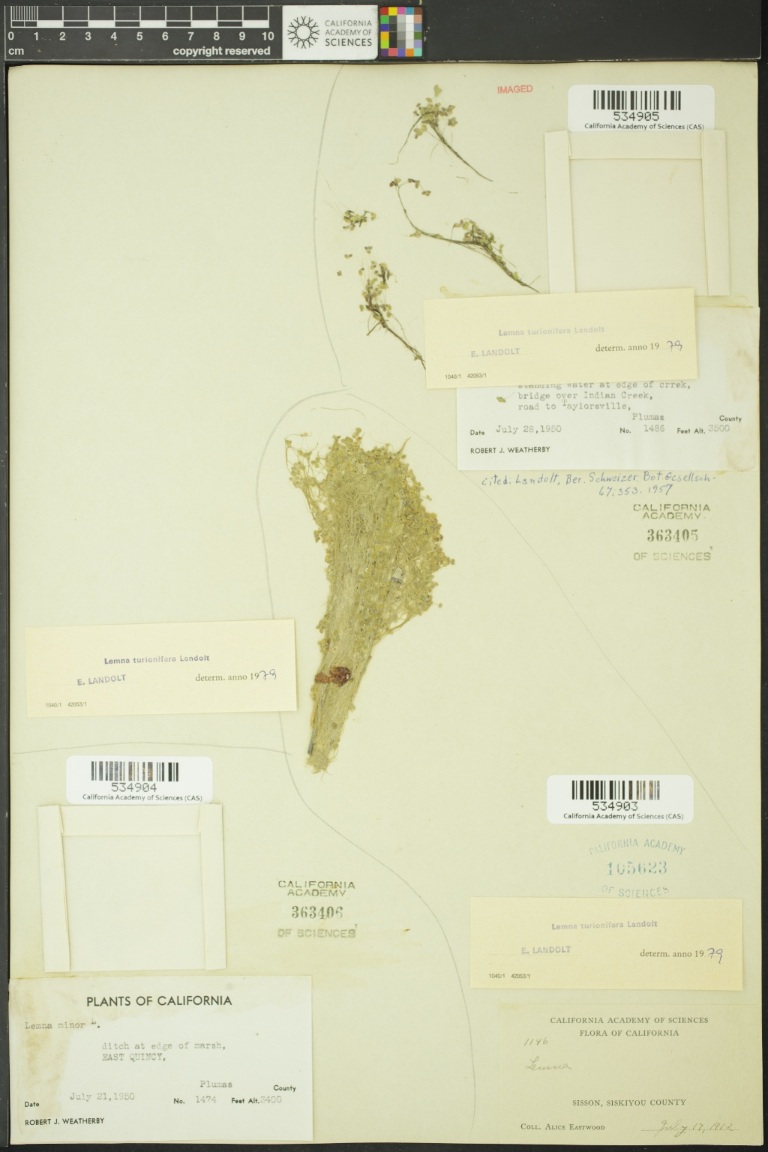 0 1 2 3 4 5 6 7 8 9 10
cm
copyright reserved
CALIFORNIA
ACADEMY OF
SCIENCES
IMAGED
534905
California Academy of Sciences (CAS)
Lemna turionifera Landolt
E. LANDOLT determ. anno 1979
1040/1 42053/1
standing water at edge of crrek,
bridge over Indian Creek,
road to Taylorsville,
Plumas County
Date July 28, 1950 No. 1486 Feet Alt. 3500
ROBERT J. WEATHERBY
Cited. Landolt, Ber. Schweizer. Bot Gesellsch.
67:353. 1957
CALIFORNIA
ACADEMY
363405
OF SCIENCES
Lemna turionifera Landolt
E. LANDOLT determ. anno 1979
1040/1 42053/1
534904
California Academy of Sciences (CAS)
534903
California Academy of Sciences (CAS)
CALIFORNIA ACADEMY
105623
OF SCIENCES
CALIFORNIA
ACADEMY
363406
OF SCIENCES
Lemna turionifera Landolt
E. LANDOLT determ. anno 1979
1040/1 42053/1
PLANTS OF CALIFORNIA
Lemna minor L.
ditch at edge of marsh,
EAST QUINCY,
Plumas County
Date July 21, 1950 No. 1474 Feet Alt. 3400
ROBERT J. WEATHERBY
CALIFORNIA ACADEMY OF SCIENCES
FLORA OF CALIFORNIA
1146
Lemna
SISSON, SISKIYOU COUNTY
COLL. ALICE EASTWOOD July 12, 1912